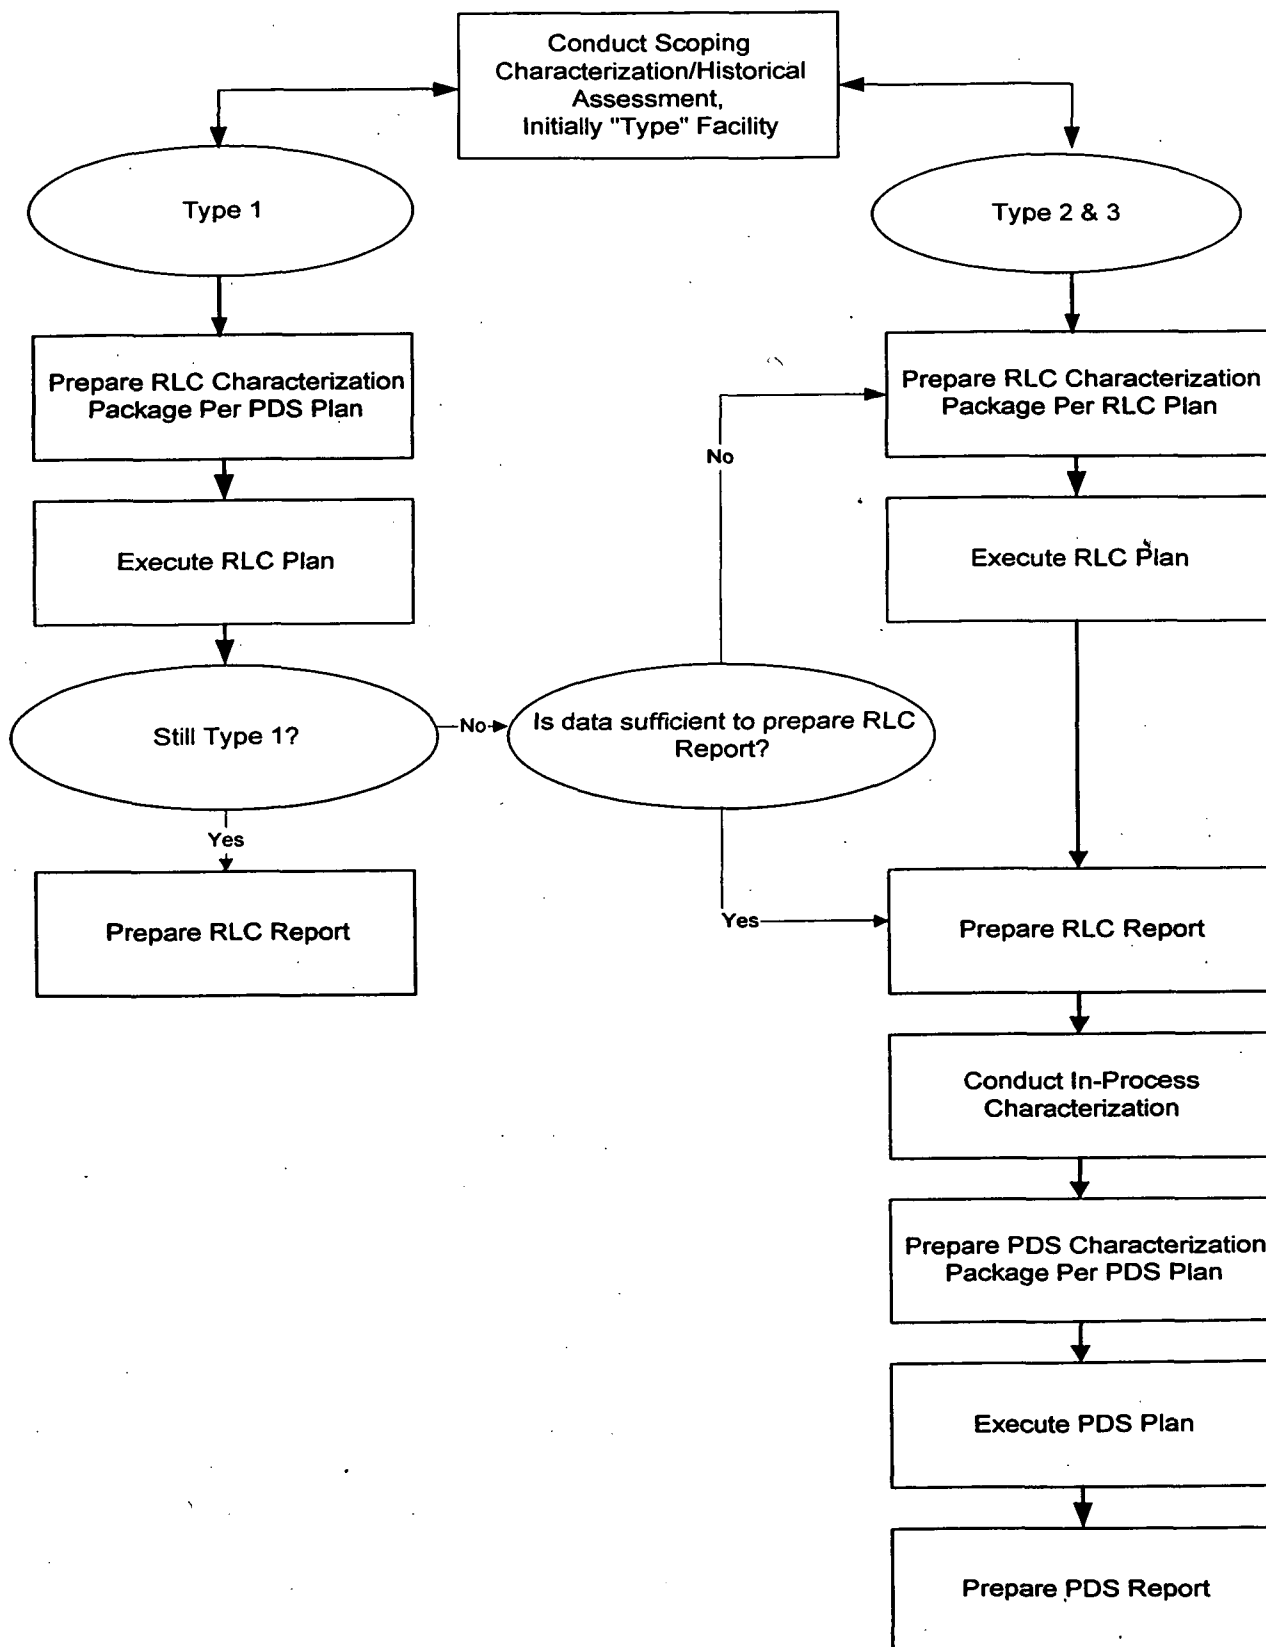 Conduct Scoping
Characterization/Historical
Assessment,
Initially "Type" Facility
Type 1
Type 2 & 3
Prepare RLC Characterization
Package Per PDS Plan
Prepare RLC Characterization
Package Per RLC Plan
No
Execute RLC Plan
Execute RLC Plan
Still Type 1?
No
Is data sufficient to prepare RLC
Report?
Yes
Prepare RLC Report
Yes
Prepare RLC Report
Conduct In-Process
Characterization
Prepare PDS Characterization
Package Per PDS Plan
Execute PDS Plan
Prepare PDS Report